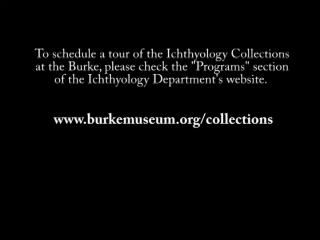 To schedule a tour of the Ichthyology Collections
at the Burke, please check the "Programs" section
of the Ichthyology Department's website.
www.burkemuseum.org/collections